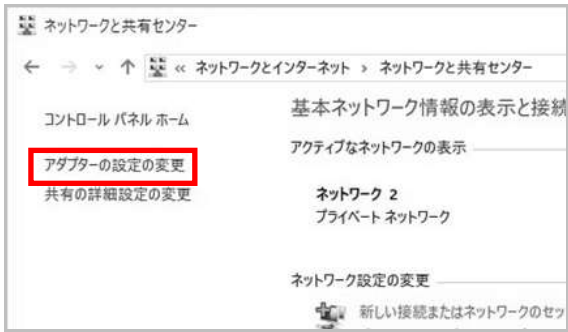 ネットワークと共有センター
« ネットワークとインターネット › ネットワークと共有センター
コントロール パネル ホーム
アダプターの設定の変更
共有の詳細設定の変更
基本ネットワーク情報の表示と接続
アクティブなネットワークの表示
ネットワーク 2
プライベート ネットワーク
ネットワーク設定の変更
新しい接続またはネットワークのセッ